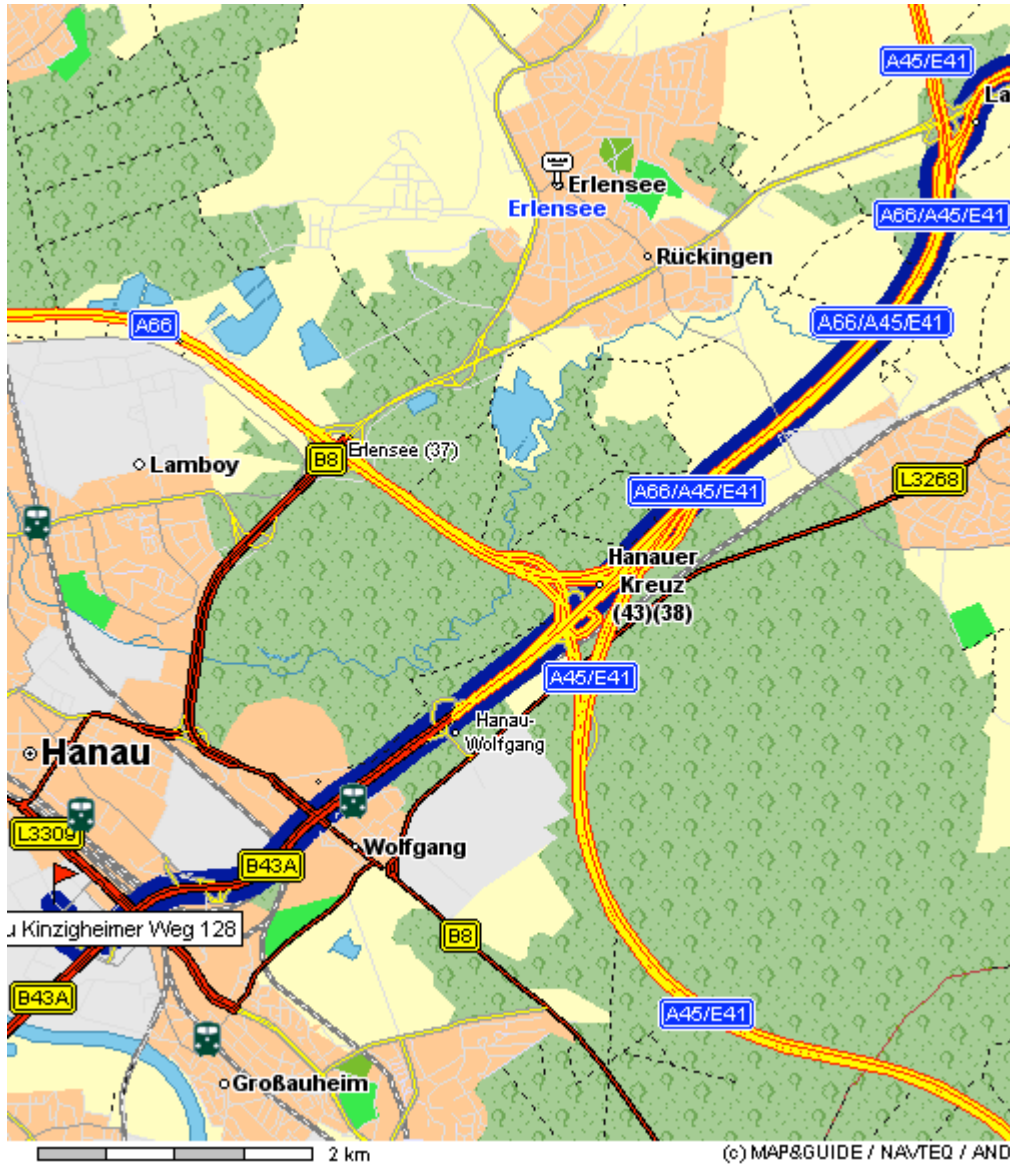 A45/E41
La
Erlensee
Erlensee
A66/A45/E41
Rückingen
A66
A66/A45/E41
B8
Erlensee (37)
Lamboy
L3268
A66/A45/E41
Hanauer
Kreuz
(43)(38)
A45/E41
Hanau-
Wolfgang
Hanau
L3309
Wolfgang
B43A
u Kinzigheimer Weg 128
B8
B43A
A45/E41
Großauheim
2 km
(c) MAP&GUIDE / NAVTEQ / AND